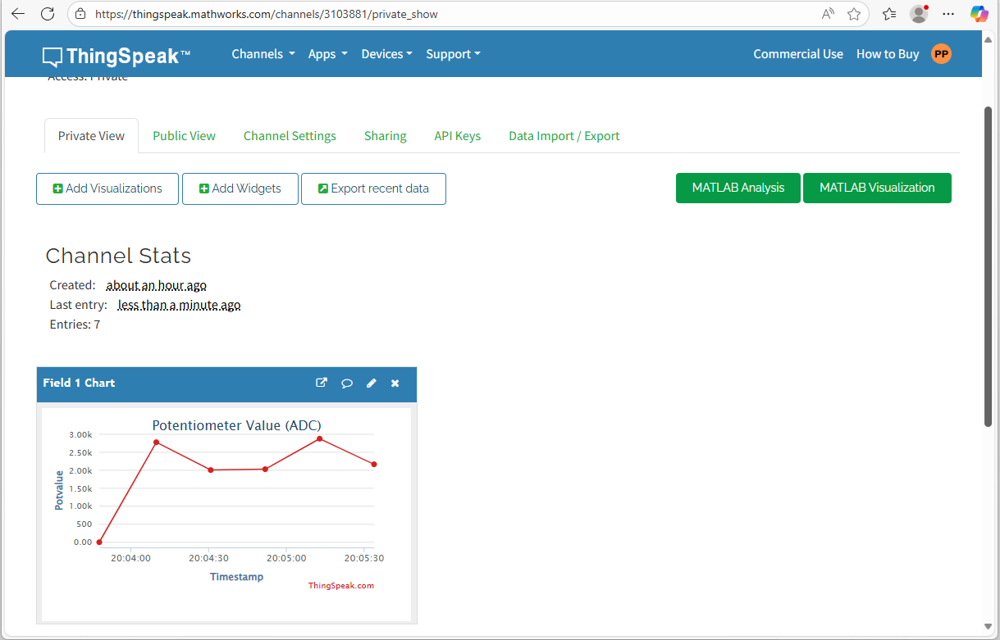 https://thingspeak.mathworks.com/channels/3103881/private_show
ThingSpeak™ Channels Apps Devices Support Commercial Use How to Buy PP
Access: Private
Private View Public View Channel Settings Sharing API Keys Data Import / Export
Add Visualizations Add Widgets Export recent data MATLAB Analysis MATLAB Visualization
Channel Stats
Created: about an hour ago
Last entry: less than a minute ago
Entries: 7
Field 1 Chart
Potentiometer Value (ADC)
3.00k
2.50k
2.00k
1.50k
1.00k
500
0.00
Potvalue
20:04:00 20:04:30 20:05:00 20:05:30
Timestamp
ThingSpeak.com